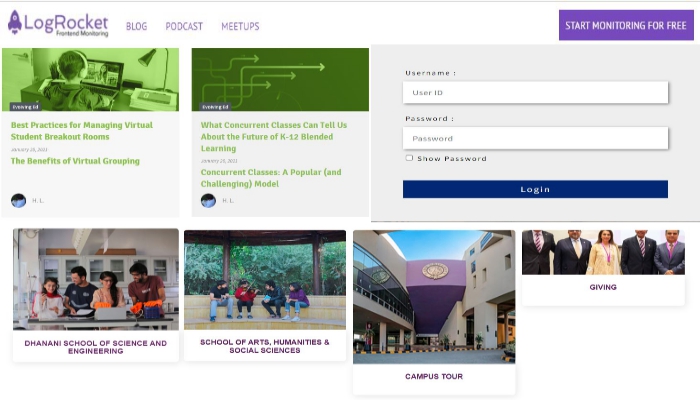 LogRocket
Frontend Monitoring
BLOG PODCAST MEETUPS
START MONITORING FOR FREE
Evolving Ed
Best Practices for Managing Virtual
Student Breakout Rooms
January 26, 2021
The Benefits of Virtual Grouping
H. L.
Evolving Ed
What Concurrent Classes Can Tell Us
About the Future of K-12 Blended
Learning
January 20, 2021
Concurrent Classes: A Popular (and
Challenging) Model
H. L.
Username :
User ID
Password :
Password
Show Password
Login
DHANANI SCHOOL OF SCIENCE AND
ENGINEERING
SCHOOL OF ARTS, HUMANITIES &
SOCIAL SCIENCES
CAMPUS TOUR
GIVING